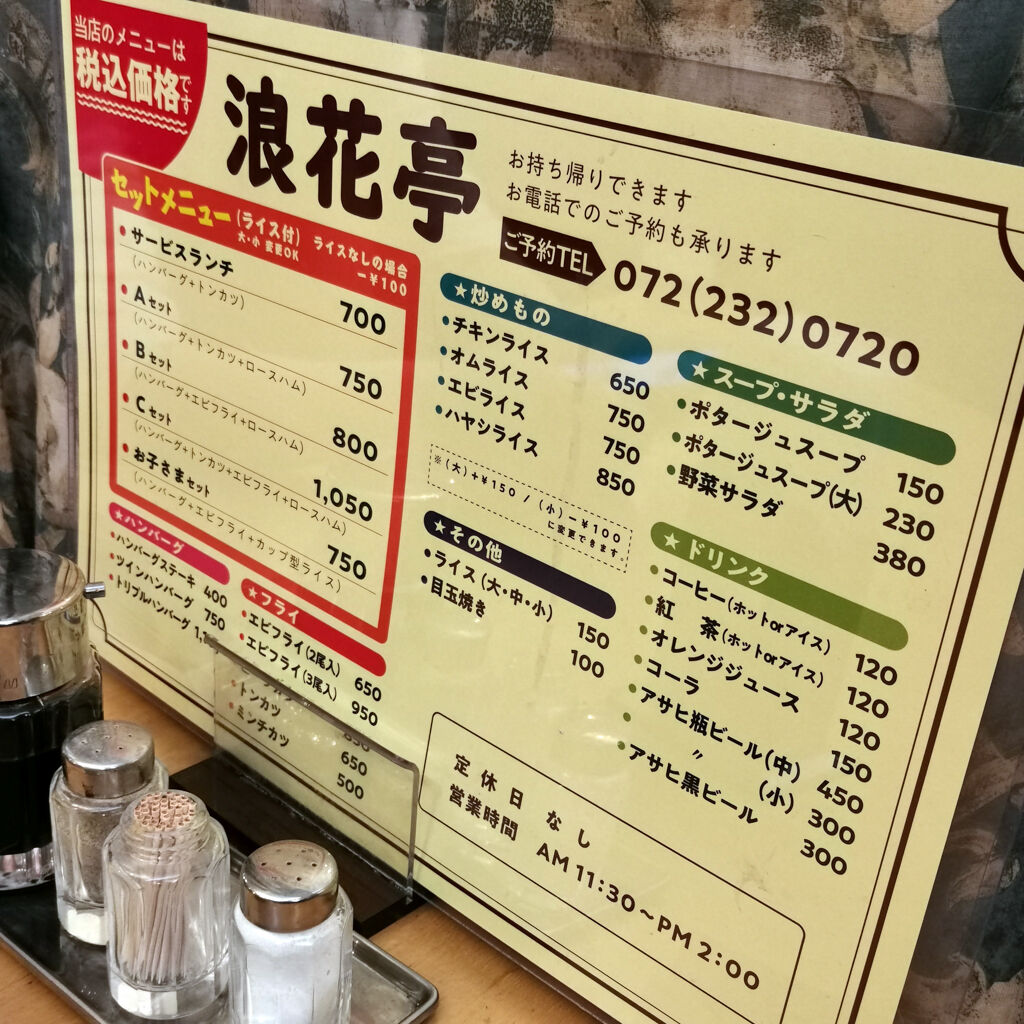 当店のメニューは
税込価格です
浪花亭
お持ち帰りできます
お電話でのご予約も承ります
ご予約TEL 072(232)0720
セットメニュー (ライス付) 大・小 変更OK ライスなしの場合 ー¥100
サービスランチ 700
(ハンバーグ+トンカツ)
Aセット 750
(ハンバーグ+トンカツ+ロースハム)
Bセット 800
(ハンバーグ+エビフライ+ロースハム)
Cセット 1,050
(ハンバーグ+トンカツ+エビフライ+ロースハム)
お子さまセット 750
(ハンバーグ+エビフライ+カップ型ライス)
★ハンバーグ
ハンバーグステーキ 400
ツインハンバーグ 750
トリプルハンバーグ
★フライ
エビフライ(2尾入) 650
エビフライ(3尾入) 950
トンカツ 650
ミンチカツ 500
★炒めもの
チキンライス 650
オムライス 750
エビライス 750
ハヤシライス 850
※(大)+¥150 / (小)ー¥100
に変更できます
★その他
ライス(大・中・小) 150
目玉焼き 100
★スープ・サラダ
ポタージュスープ 150
ポタージュスープ(大) 230
野菜サラダ 380
★ドリンク
コーヒー(ホットorアイス) 120
紅 茶(ホットorアイス) 120
オレンジジュース 120
コーラ 150
アサヒ瓶ビール(中) 450
〃 (小) 300
アサヒ黒ビール 300
定休日 なし
営業時間 AM 11:30〜PM 2:00